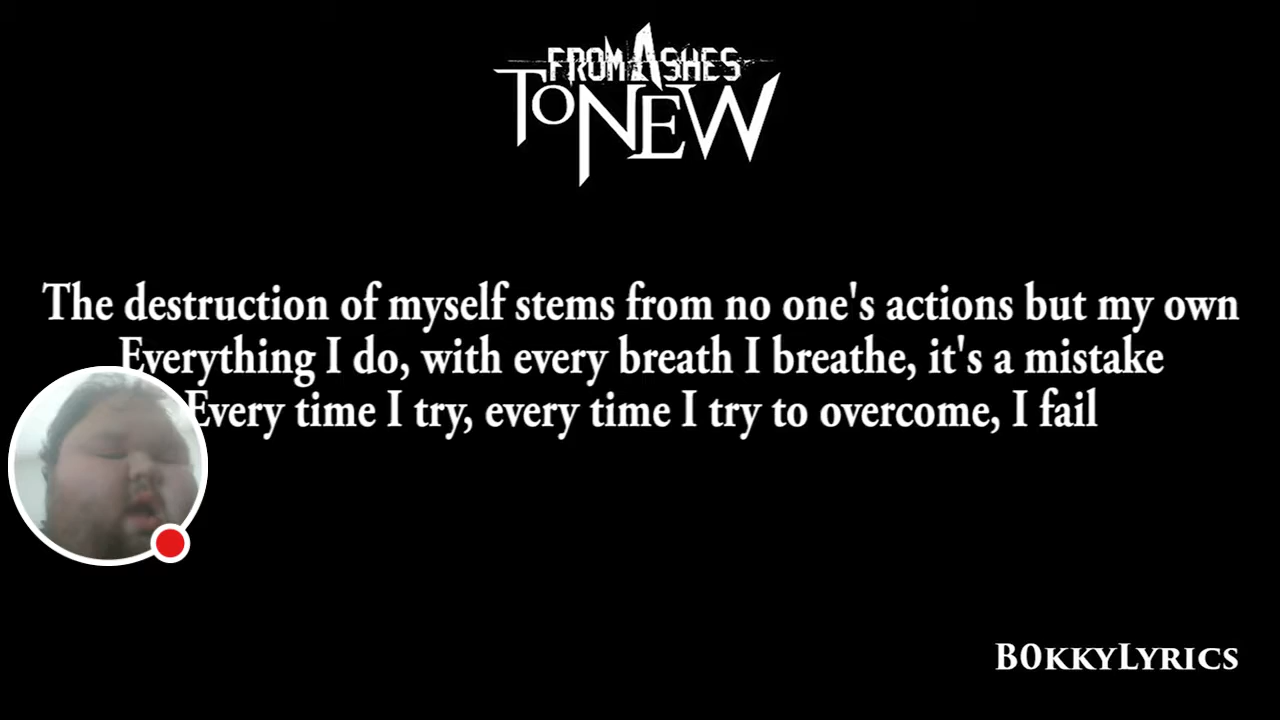 FROM ASHES
TO NEW
The destruction of myself stems from no one's actions but my own
Everything I do, with every breath I breathe, it's a mistake
Every time I try, every time I try to overcome, I fail
B0KKYLYRICS